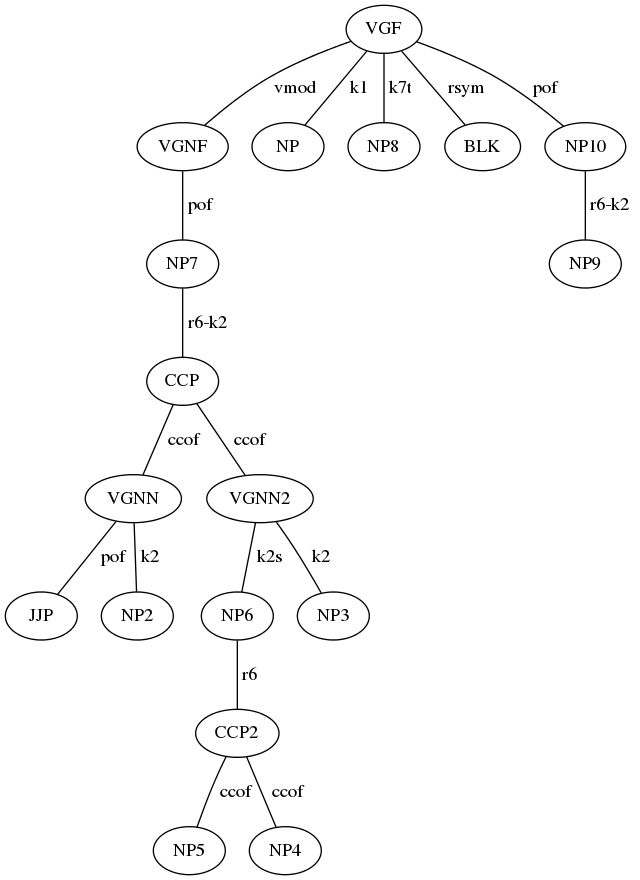 VGF
vmod k1 k7t rsym pof
VGNF NP NP8 BLK NP10
pof r6-k2
NP7 NP9
r6-k2
CCP
ccof ccof
VGNN VGNN2
pof k2 k2s k2
JJP NP2 NP6 NP3
r6
CCP2
ccof ccof
NP5 NP4